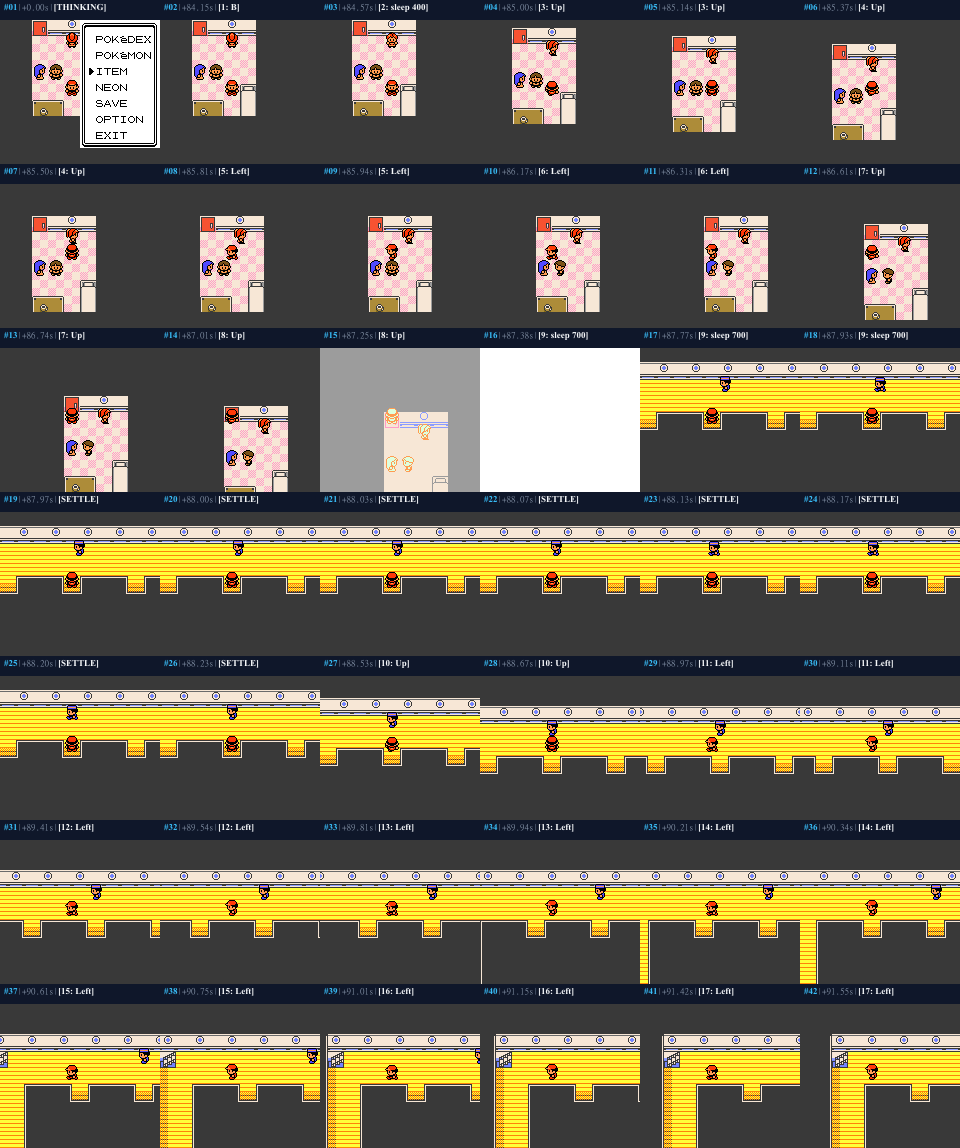 #01|+0.00s|[THINKING] #02|+84.15s|[1: B] #03|+84.57s|[2: sleep 400] #04|+85.00s|[3: Up] #05|+85.14s|[3: Up] #06|+85.37s|[4: Up]
POKéDEX
POKéMON
ITEM
NEON
SAVE
OPTION
EXIT
#07|+85.50s|[4: Up] #08|+85.81s|[5: Left] #09|+85.94s|[5: Left] #10|+86.17s|[6: Left] #11|+86.31s|[6: Left] #12|+86.61s|[7: Up]
#13|+86.74s|[7: Up] #14|+87.01s|[8: Up] #15|+87.25s|[8: Up] #16|+87.38s|[9: sleep 700] #17|+87.77s|[9: sleep 700] #18|+87.93s|[9: sleep 700]
#19|+87.97s|[SETTLE] #20|+88.00s|[SETTLE] #21|+88.03s|[SETTLE] #22|+88.07s|[SETTLE] #23|+88.13s|[SETTLE] #24|+88.17s|[SETTLE]
#25|+88.20s|[SETTLE] #26|+88.23s|[SETTLE] #27|+88.53s|[10: Up] #28|+88.67s|[10: Up] #29|+88.97s|[11: Left] #30|+89.11s|[11: Left]
#31|+89.41s|[12: Left] #32|+89.54s|[12: Left] #33|+89.81s|[13: Left] #34|+89.94s|[13: Left] #35|+90.21s|[14: Left] #36|+90.34s|[14: Left]
#37|+90.61s|[15: Left] #38|+90.75s|[15: Left] #39|+91.01s|[16: Left] #40|+91.15s|[16: Left] #41|+91.42s|[17: Left] #42|+91.55s|[17: Left]